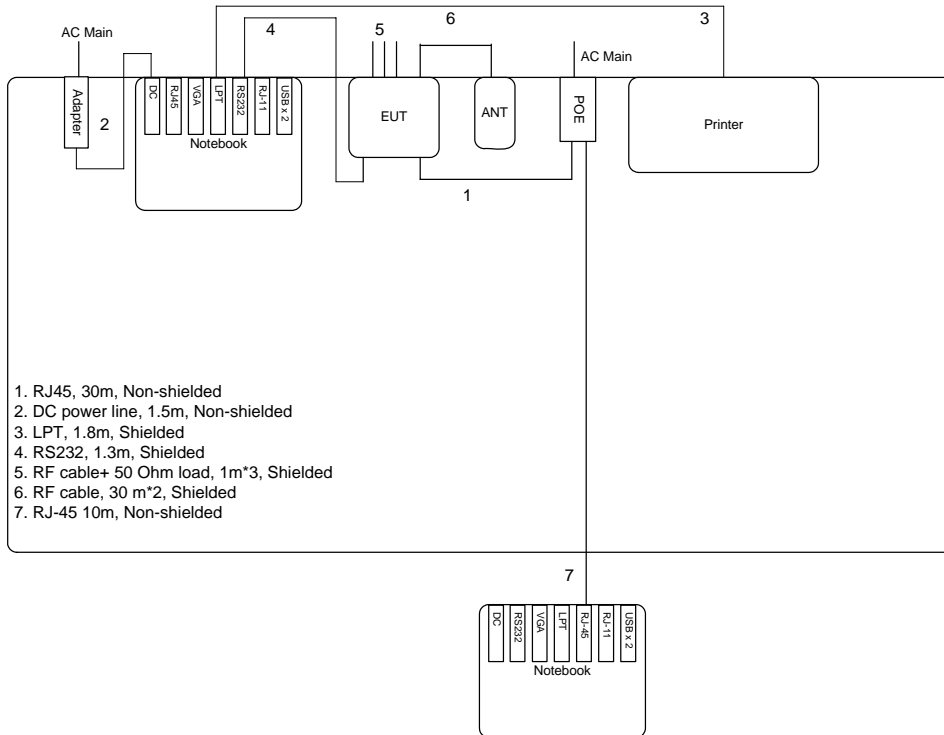 4
6
5
3
AC Main
AC Main
Adapter
2
DC
RJ45
VGA
LPT
RS232
RJ-11
USB x 2
Notebook
EUT
ANT
POE
Printer
1
1. RJ45, 30m, Non-shielded
2. DC power line, 1.5m, Non-shielded
3. LPT, 1.8m, Shielded
4. RS232, 1.3m, Shielded
5. RF cable+ 50 Ohm load, 1m*3, Shielded
6. RF cable, 30 m*2, Shielded
7. RJ-45 10m, Non-shielded
7
DC
RS232
VGA
LPT
RJ-45
RJ-11
USB x 2
Notebook